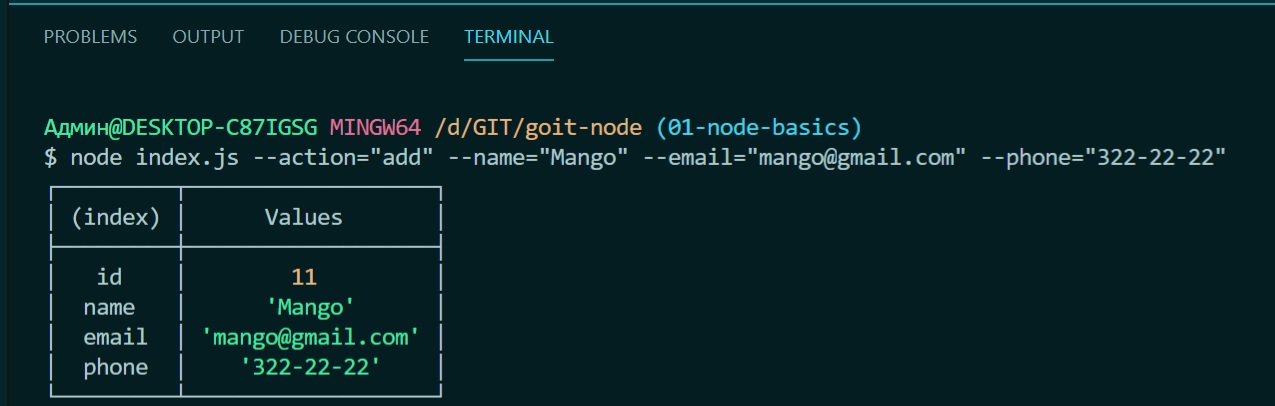 PROBLEMS OUTPUT DEBUG CONSOLE TERMINAL
Админ@DESKTOP-C87IGSG MINGW64 /d/GIT/goit-node (01-node-basics)
$ node index.js --action="add" --name="Mango" --email="mango@gmail.com" --phone="322-22-22"
(index) Values
id 11
name 'Mango'
email 'mango@gmail.com'
phone '322-22-22'